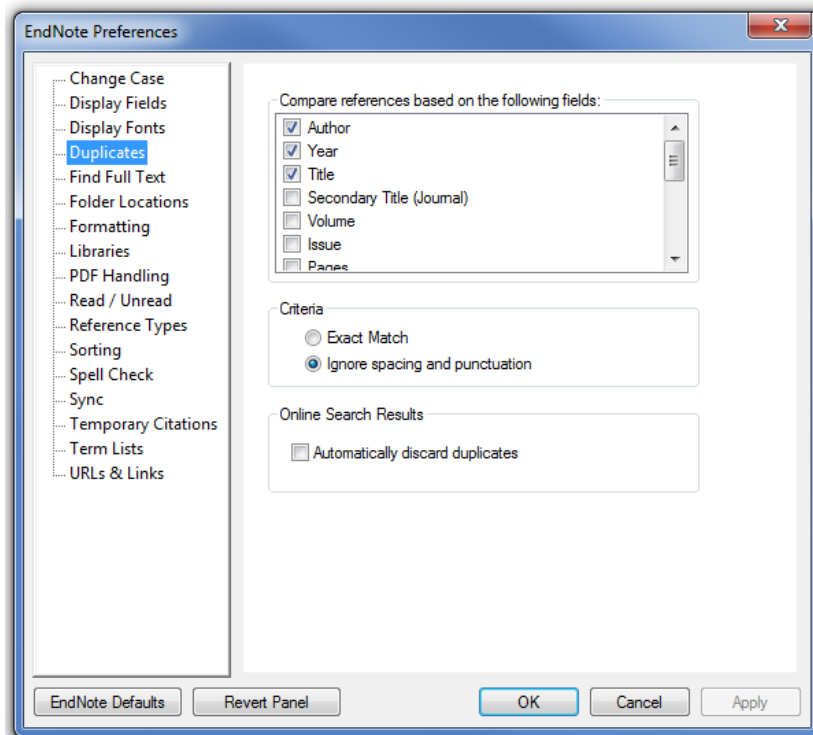 EndNote Preferences
Change Case
Display Fields
Display Fonts
Duplicates
Find Full Text
Folder Locations
Formatting
Libraries
PDF Handling
Read / Unread
Reference Types
Sorting
Spell Check
Sync
Temporary Citations
Term Lists
URLs & Links
Compare references based on the following fields:
Author
Year
Title
Secondary Title (Journal)
Volume
Issue
Pages
Criteria
Exact Match
Ignore spacing and punctuation
Online Search Results
Automatically discard duplicates
EndNote Defaults
Revert Panel
OK
Cancel
Apply